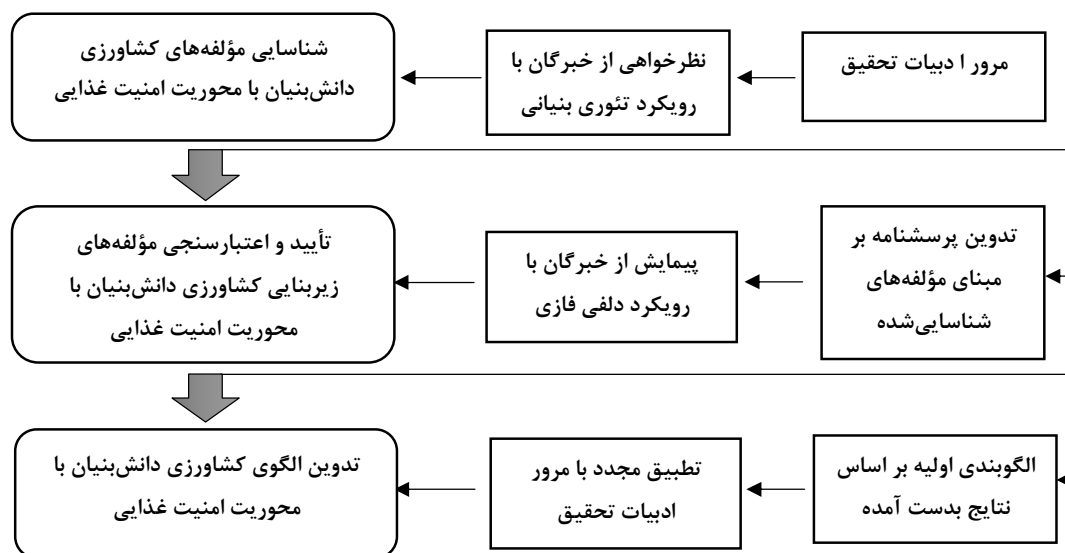 مرور ا دبیات تحقیق
نظرخواهی از خبرگان با
رویکرد تئوری بنیانی
شناسایی مؤلفه‌های کشاورزی
دانش‌بنیان با محوریت امنیت غذایی
تدوین پرسشنامه بر
مبنای مؤلفه‌های
شناسایی‌شده
پیمایش از خبرگان با
رویکرد دلفی فازی
تأیید و اعتبارسنجی مؤلفه‌های
زیربنایی کشاورزی دانش‌بنیان با
محوریت امنیت غذایی
الگوبندی اولیه بر اساس
نتایج بدست آمده
تطبیق مجدد با مرور
ادبیات تحقیق
تدوین الگوی کشاورزی دانش‌بنیان با
محوریت امنیت غذایی